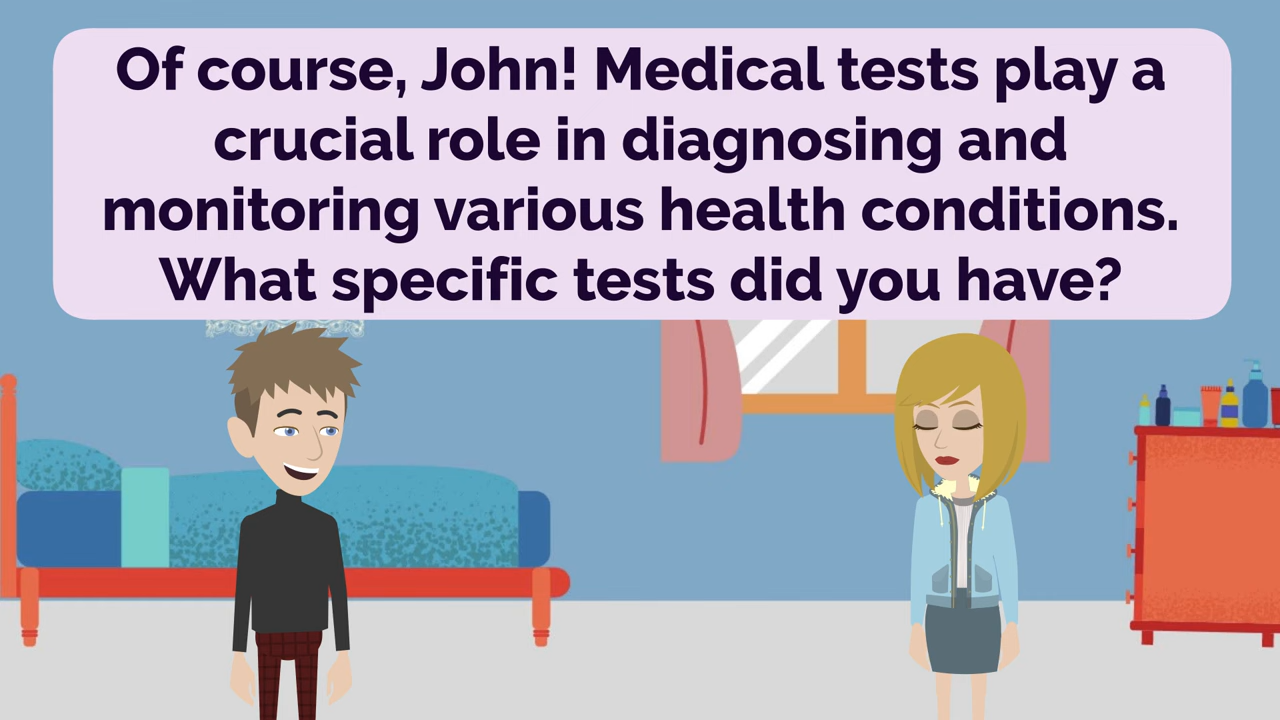 Of course, John! Medical tests play a
crucial role in diagnosing and
monitoring various health conditions.
What specific tests did you have?